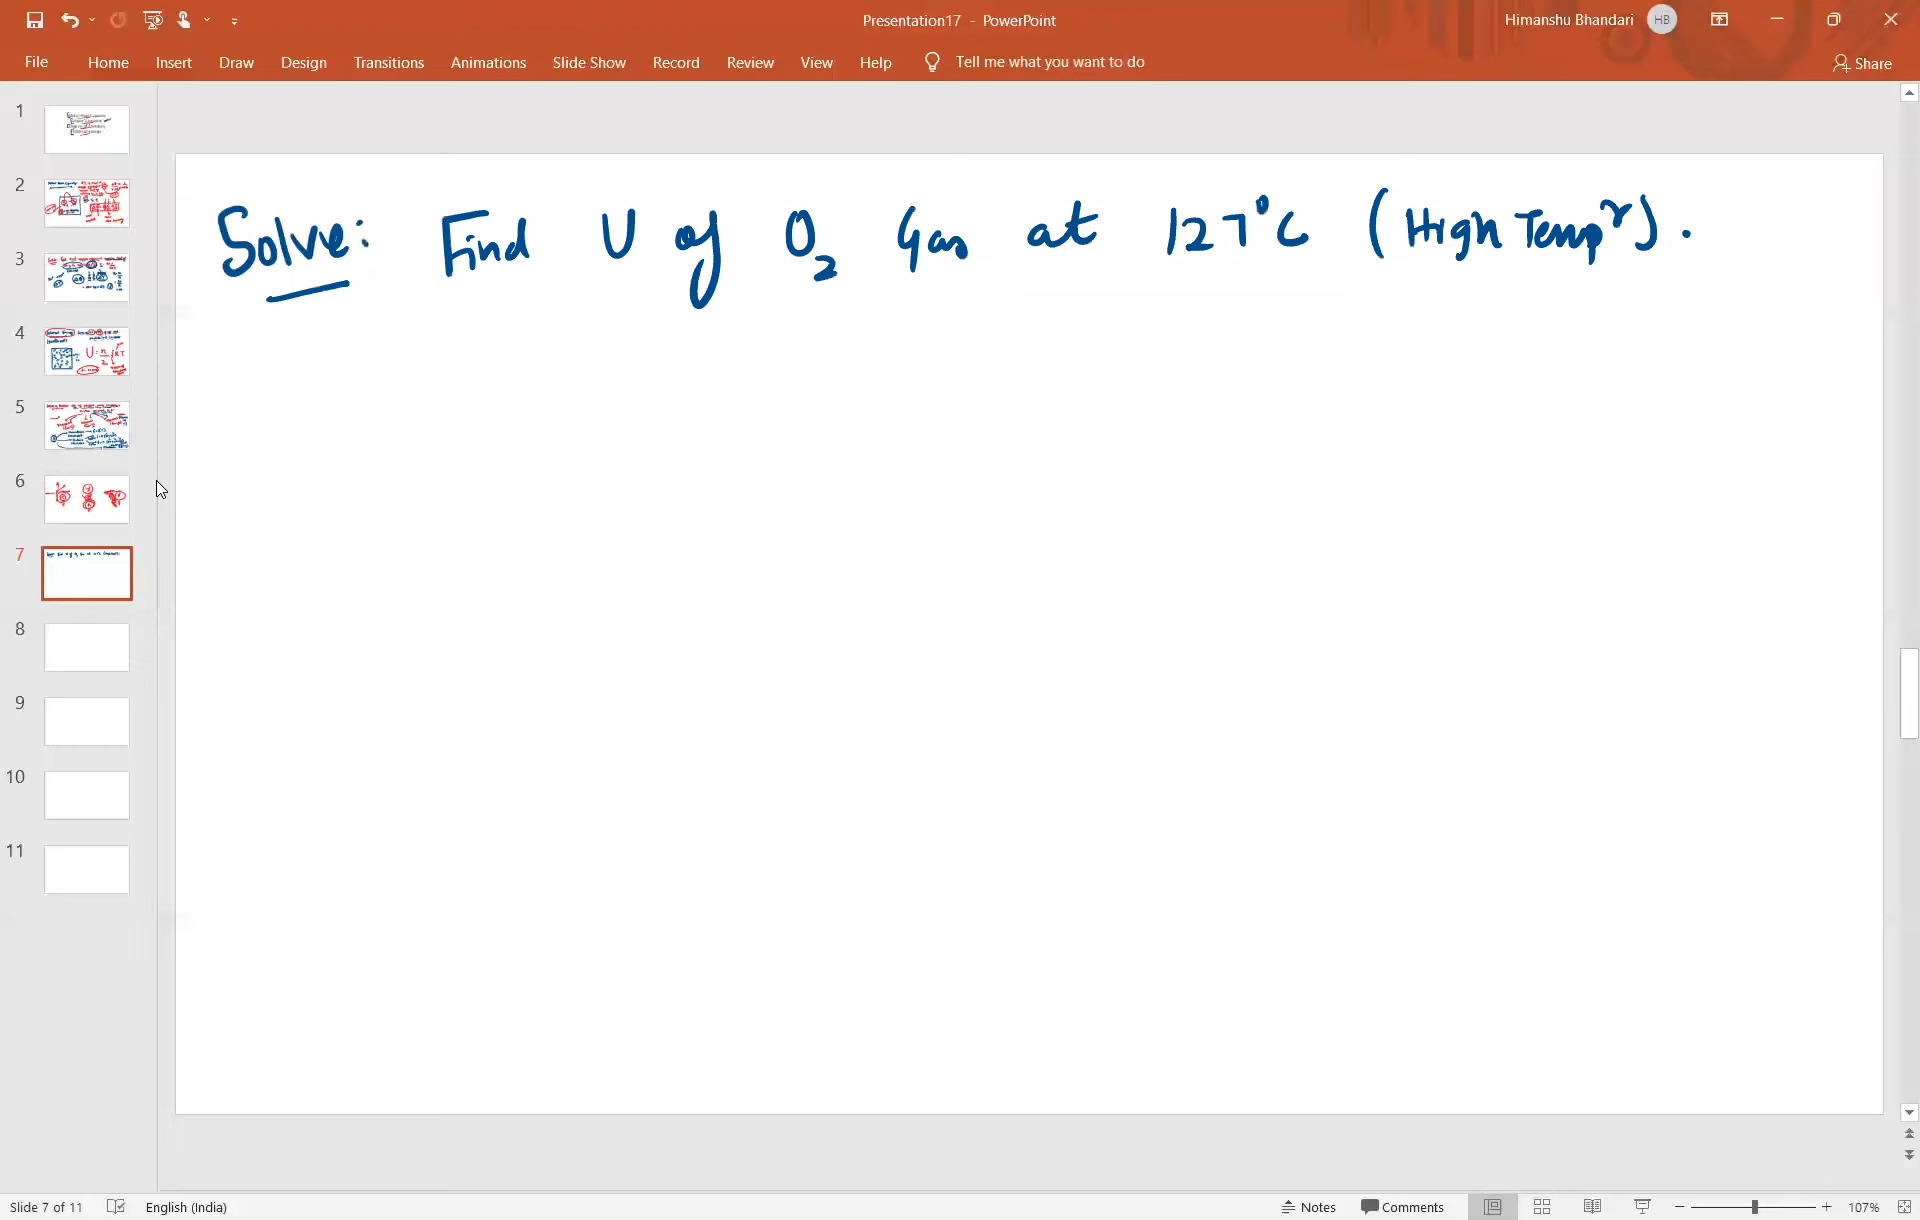 Presentation17 - PowerPoint
Himanshu Bhandari
HB
File Home Insert Draw Design Transitions Animations Slide Show Record Review View Help Tell me what you want to do
Share
1
2
3
4
5
6
7
8
9
10
11
Solve: Find U of O₂ Gas at 127°C (High Tempʳ).
Slide 7 of 11 English (India)
Notes Comments 107%